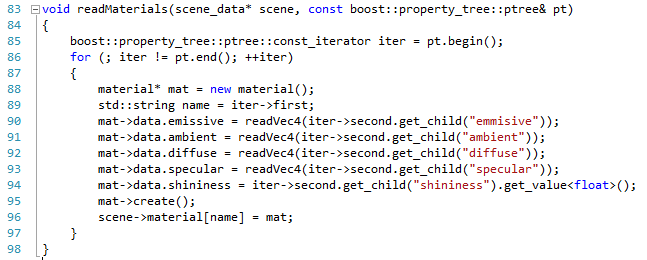 83 void readMaterials(scene_data* scene, const boost::property_tree::ptree& pt)
84 {
85     boost::property_tree::ptree::const_iterator iter = pt.begin();
86     for (; iter != pt.end(); ++iter)
87     {
88         material* mat = new material();
89         std::string name = iter->first;
90         mat->data.emissive = readVec4(iter->second.get_child("emmisive"));
91         mat->data.ambient = readVec4(iter->second.get_child("ambient"));
92         mat->data.diffuse = readVec4(iter->second.get_child("diffuse"));
93         mat->data.specular = readVec4(iter->second.get_child("specular"));
94         mat->data.shininess = iter->second.get_child("shininess").get_value<float>();
95         mat->create();
96         scene->material[name] = mat;
97     }
98 }